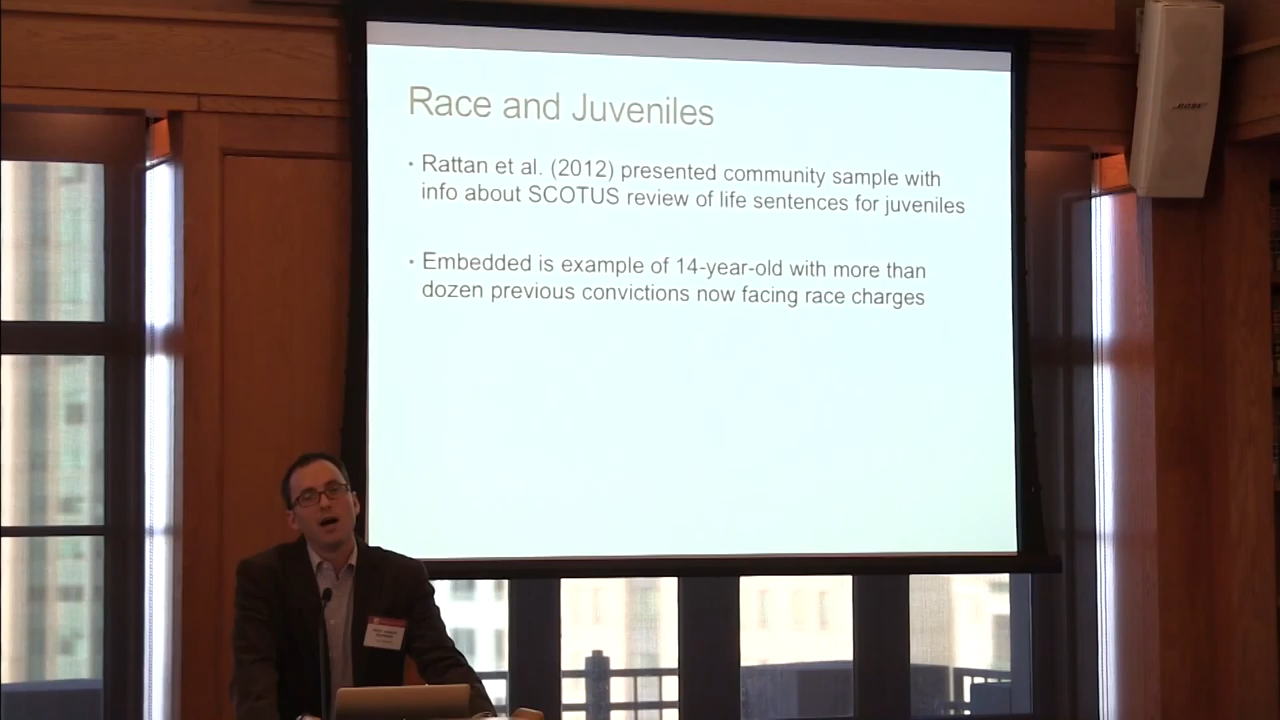 Race and Juveniles
• Rattan et al. (2012) presented community sample with
info about SCOTUS review of life sentences for juveniles
• Embedded is example of 14-year-old with more than
dozen previous convictions now facing race charges
BOSE